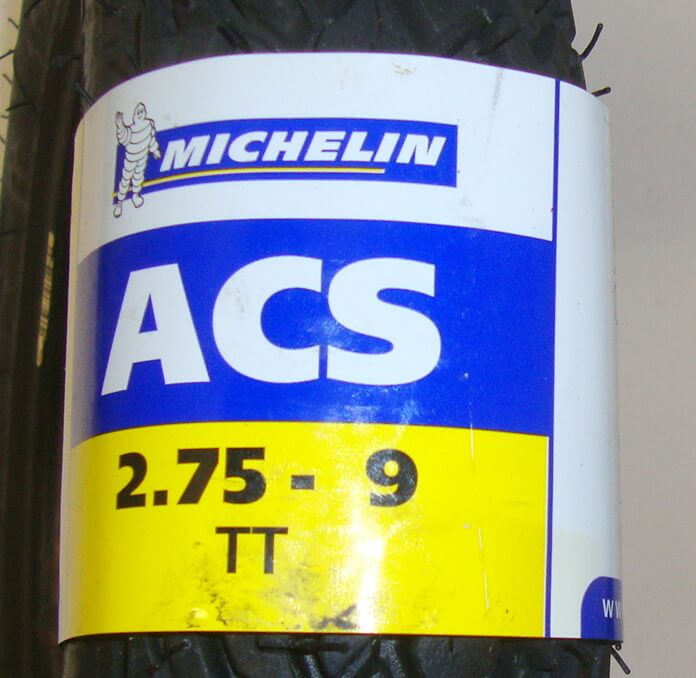 MICHELIN
ACS
2.75 - 9
TT